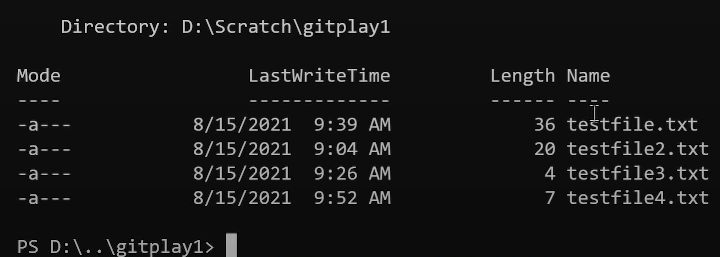 Directory: D:\Scratch\gitplay1
Mode LastWriteTime Length Name
---- ------------- ------ ----
-a--- 8/15/2021 9:39 AM 36 testfile.txt
-a--- 8/15/2021 9:04 AM 20 testfile2.txt
-a--- 8/15/2021 9:26 AM 4 testfile3.txt
-a--- 8/15/2021 9:52 AM 7 testfile4.txt
PS D:\..\gitplay1>